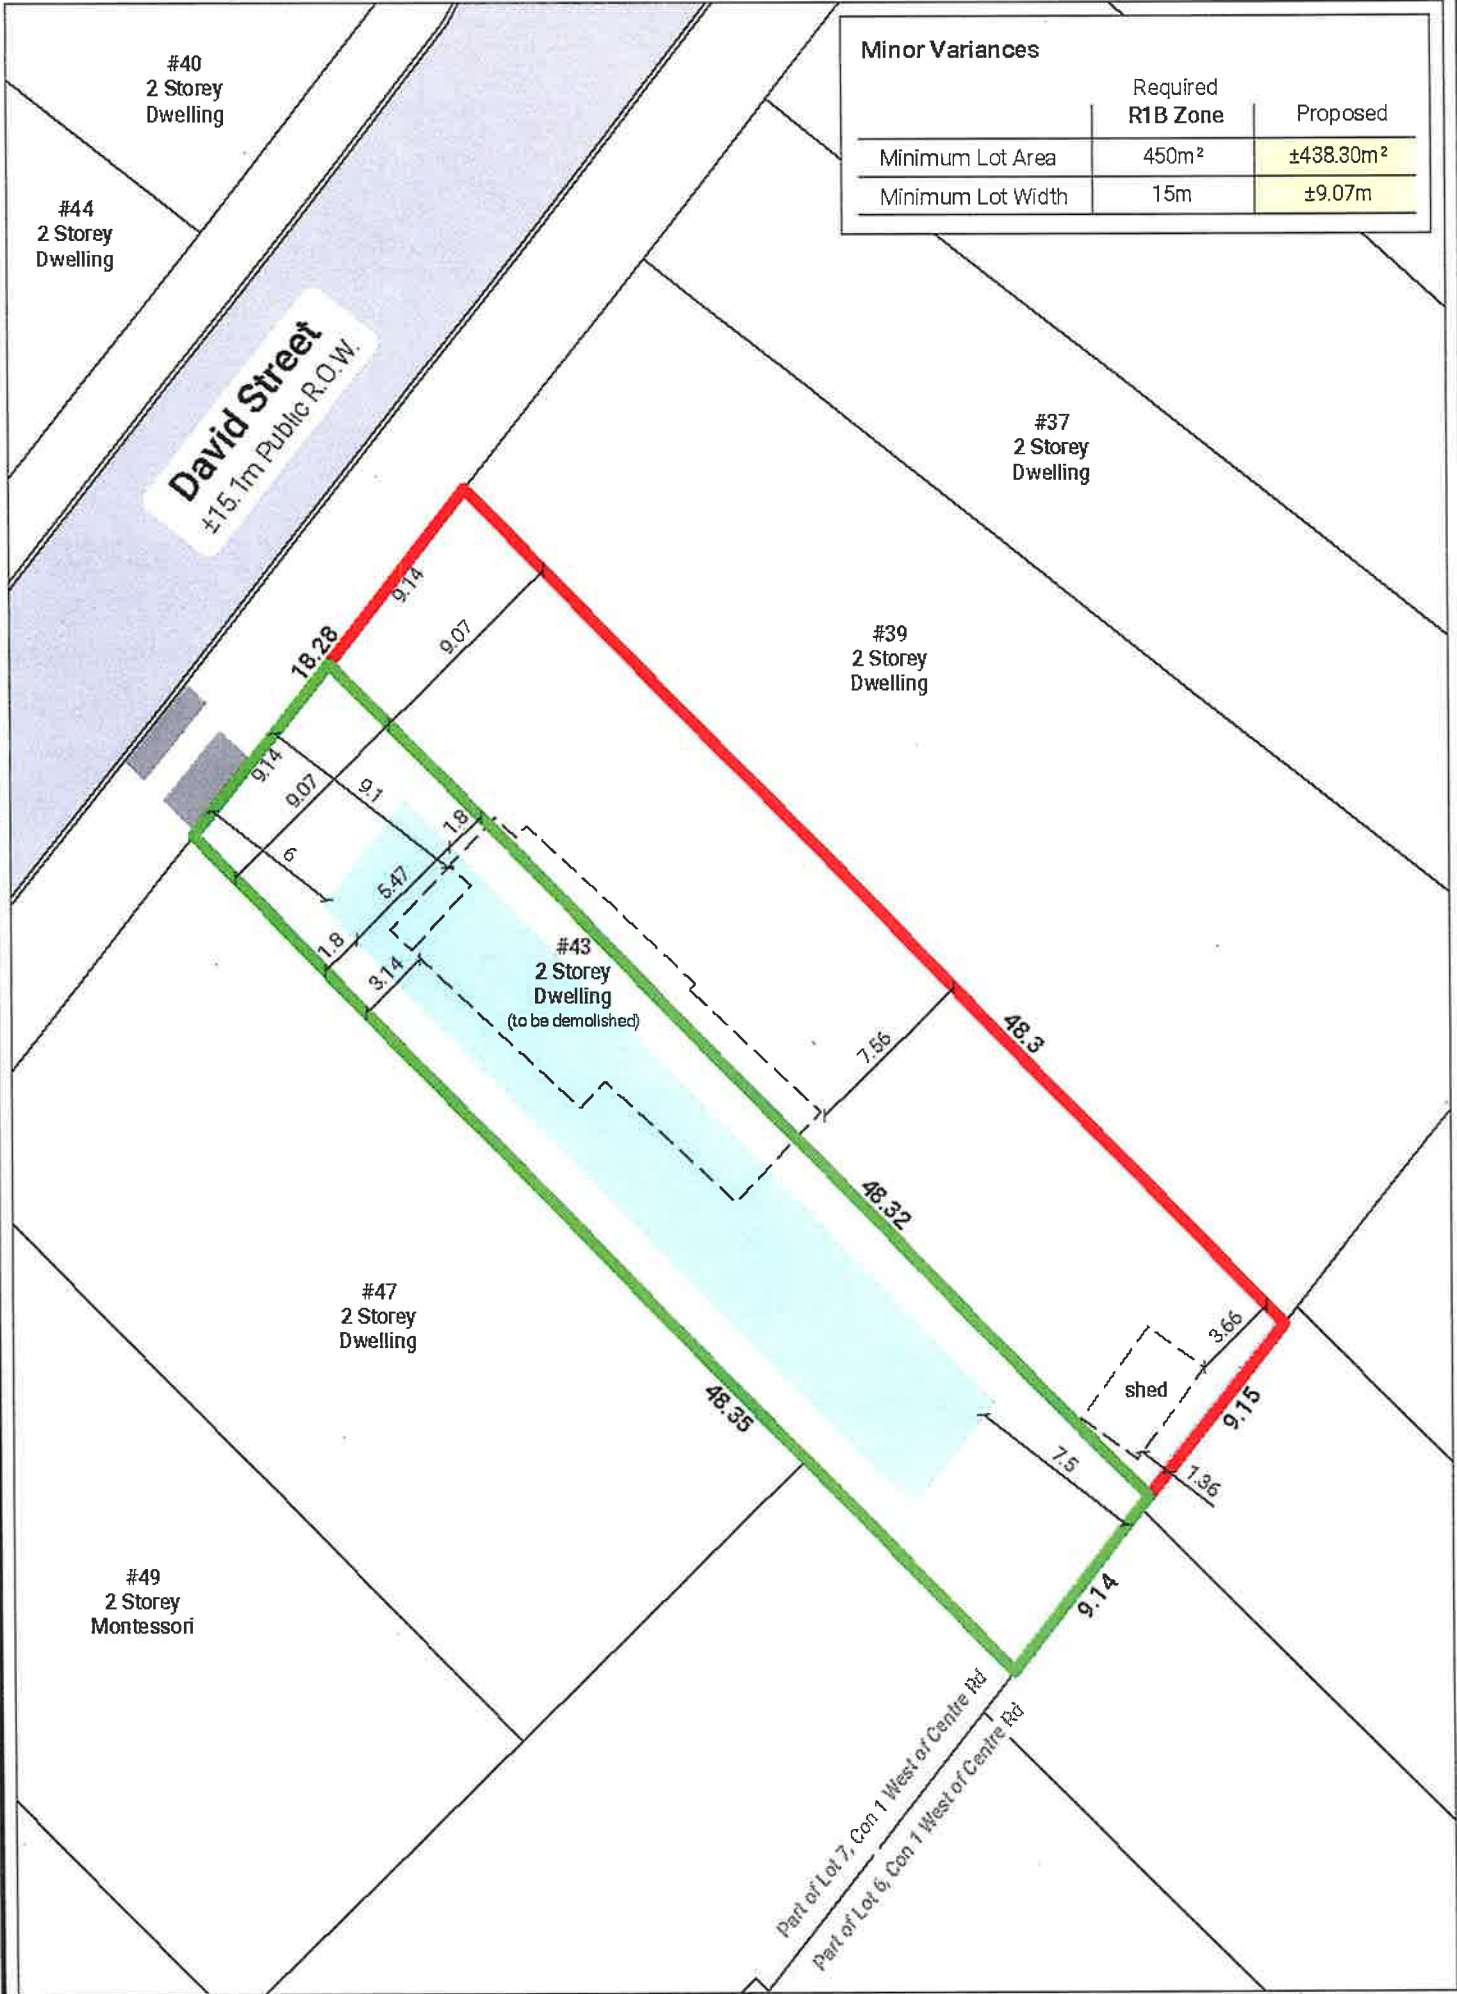 Minor Variances
Required
R1B Zone
Proposed
Minimum Lot Area 450m² ±438.30m²
Minimum Lot Width 15m ±9.07m
#40
2 Storey
Dwelling
#44
2 Storey
Dwelling
David Street
±15.1m Public R.O.W.
#37
2 Storey
Dwelling
#39
2 Storey
Dwelling
18.28
9.14
9.07
9.14
9.07
9.1
6
1.8
5.47
1.8
3.14
#43
2 Storey
Dwelling
(to be demolished)
7.56
48.3
48.32
48.35
#47
2 Storey
Dwelling
shed
3.66
9.15
1.36
7.5
9.14
#49
2 Storey
Montessori
Part of Lot 7, Con 1 West of Centre Rd
Part of Lot 6, Con 1 West of Centre Rd